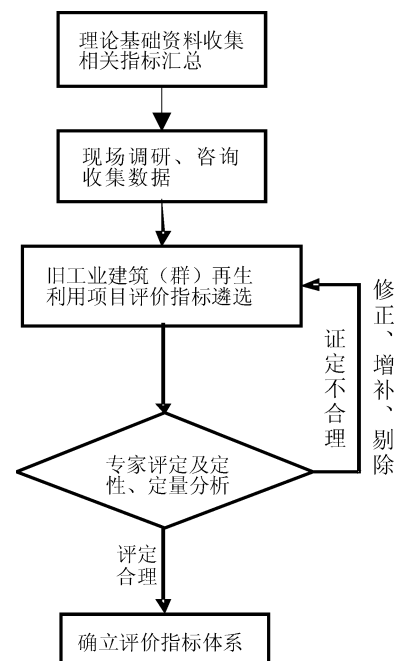 理论基础资料收集
相关指标汇总
现场调研、咨询
收集数据
旧工业建筑（群）再生
利用项目评价指标遴选
证定不合理
修正、增补、剔除
专家评定及定
性、定量分析
评定
合理
确立评价指标体系